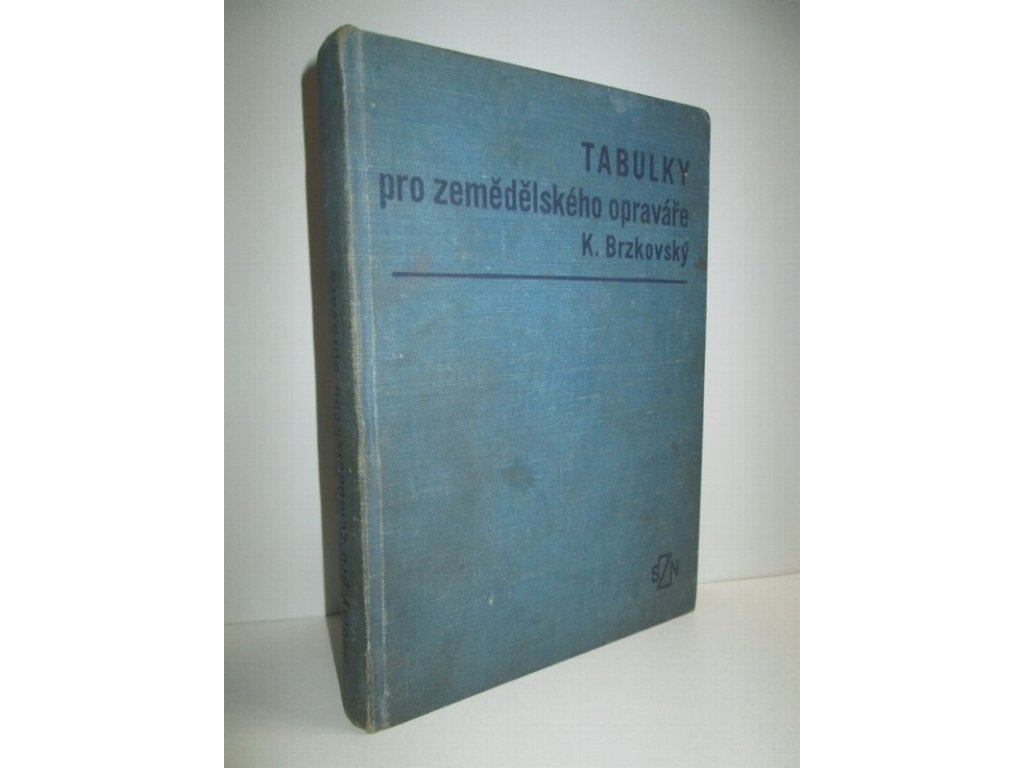 TABULKY
pro zemědělského opraváře
K. Brzkovský
SZN